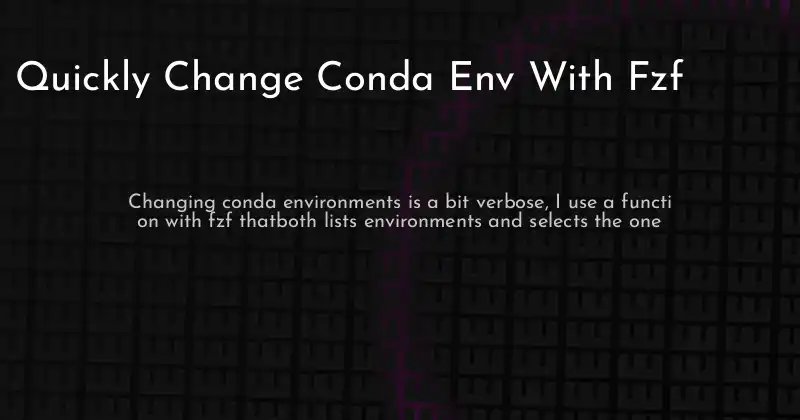 Quickly Change Conda Env With Fzf
Changing conda environments is a bit verbose, I use a functi
on with fzf thatboth lists environments and selects the one